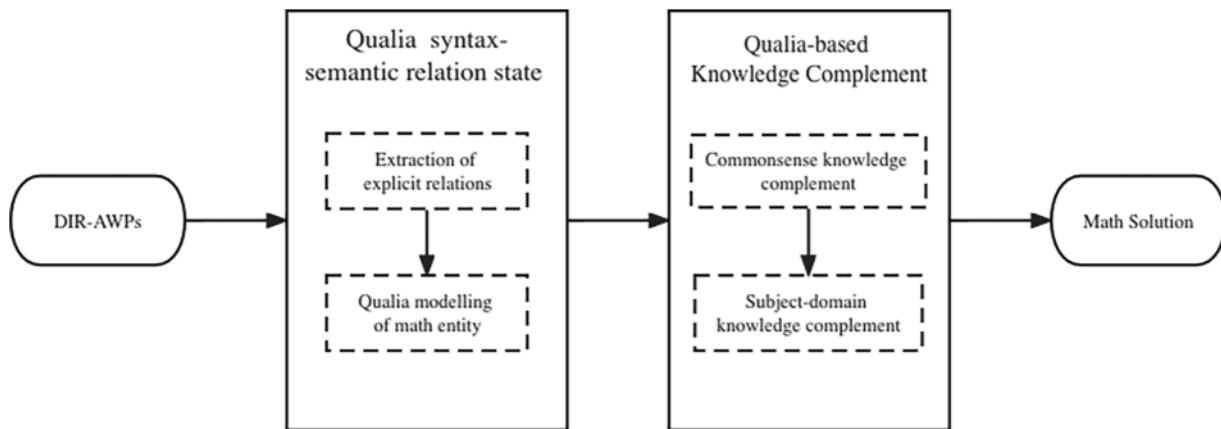 DIR-AWPs
Qualia syntax-
semantic relation state
Extraction of
explicit relations
Qualia modelling
of math entity
Qualia-based
Knowledge Complement
Commonsense knowledge
complement
Subject-domain
knowledge complement
Math Solution